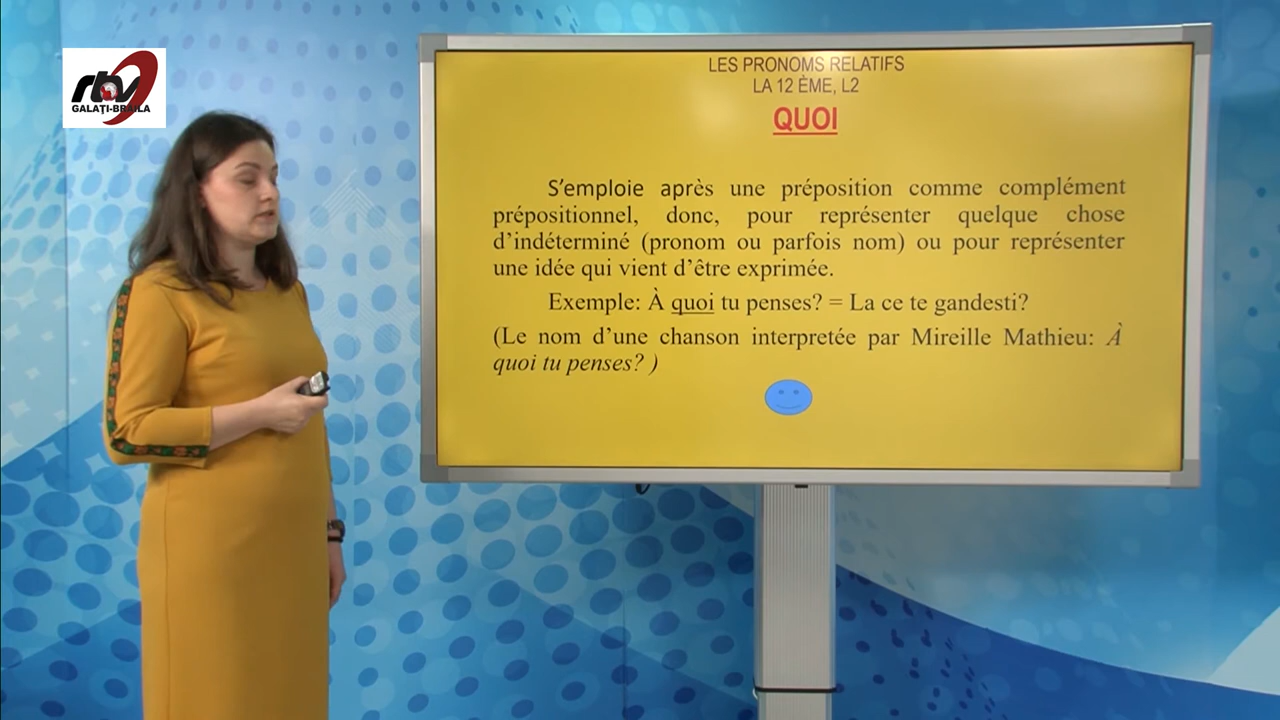 rtv
GALAŢI-BRAILA
LES PRONOMS RELATIFS
LA 12 ÈME, L2
QUOI
S’emploie après une préposition comme complément
prépositionnel, donc, pour représenter quelque chose
d’indéterminé (pronom ou parfois nom) ou pour représenter
une idée qui vient d’être exprimée.
Exemple: À quoi tu penses? = La ce te gandesti?
(Le nom d’une chanson interpretée par Mireille Mathieu: À
quoi tu penses? )